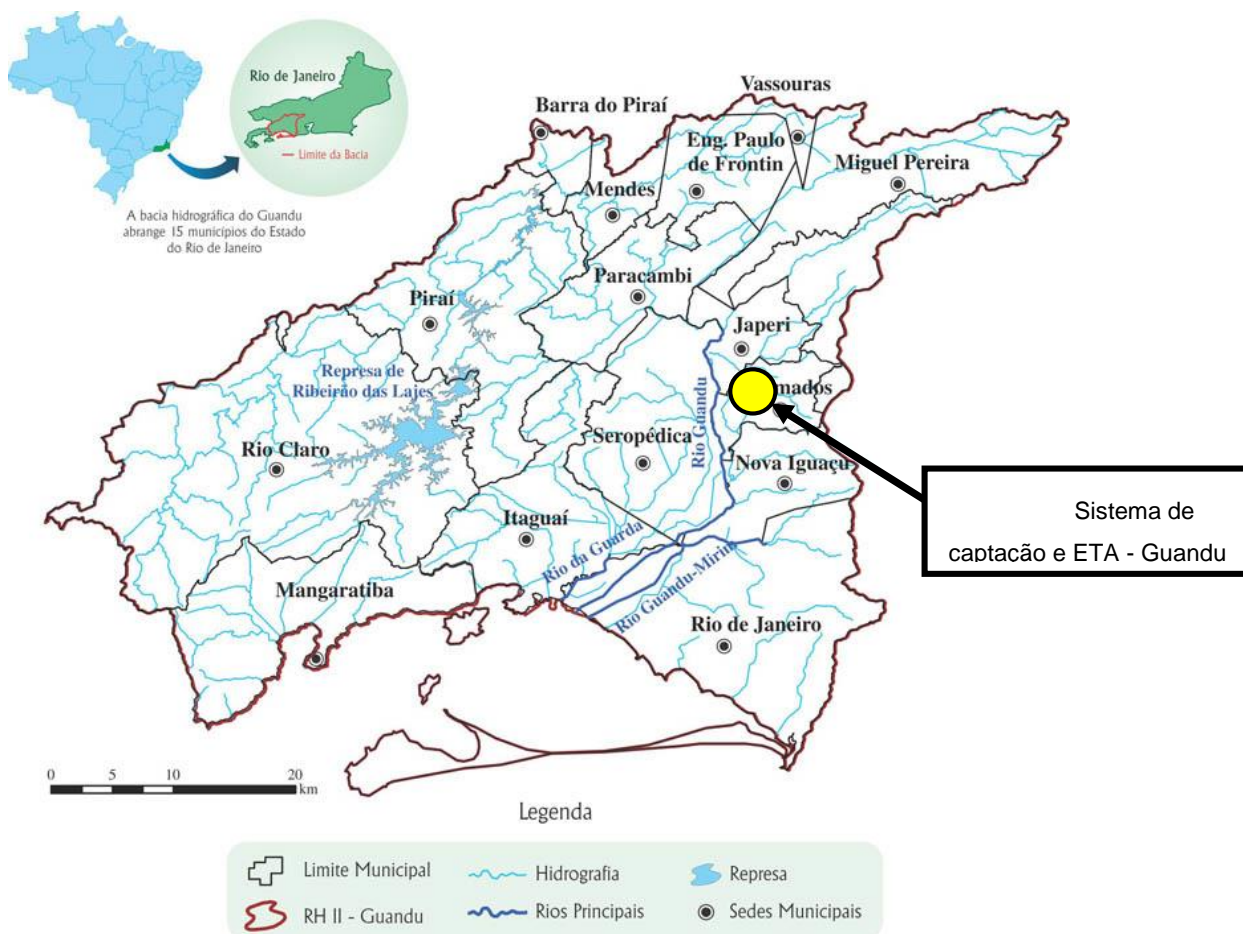 Rio de Janeiro
Limite da Bacia
A bacia hidrográfica do Guandu
abrange 15 municípios do Estado
do Rio de Janeiro
Vassouras
Barra do Piraí
Eng. Paulo
de Frontin
Miguel Pereira
Mendes
Paracambi
Piraí
Japeri
Represa de
Ribeirão das Lajes
mados
Rio Guandu
Seropédica
Rio Claro
Nova Iguaçu
Itaguaí
Rio da Guarda
Sistema de
captação e ETA - Guandu
Mangaratiba
Rio Guandu-Mirim
Rio de Janeiro
0 5 10 20
km
Legenda
Limite Municipal
Hidrografia
Represa
RH II - Guandu
Rios Principais
Sedes Municipais